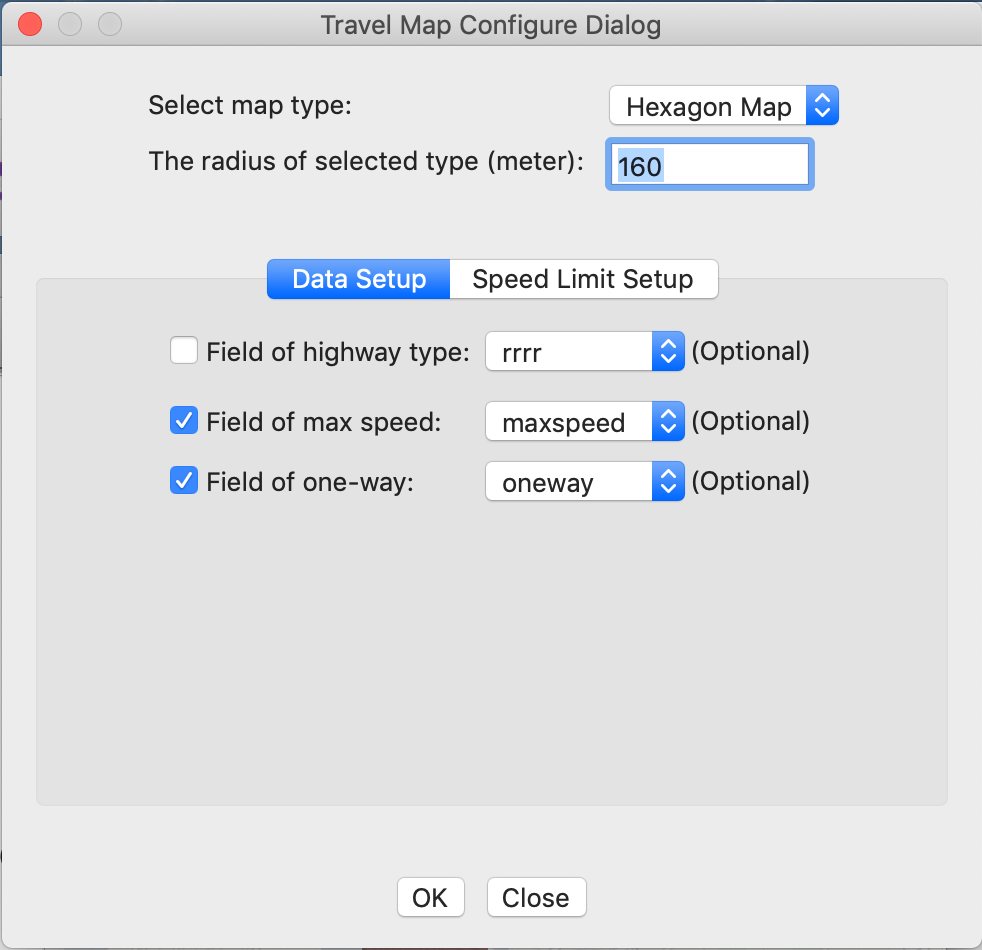 Travel Map Configure Dialog
Select map type: Hexagon Map
The radius of selected type (meter): 160
Data Setup Speed Limit Setup
Field of highway type: rrrr (Optional)
Field of max speed: maxspeed (Optional)
Field of one-way: oneway (Optional)
OK Close